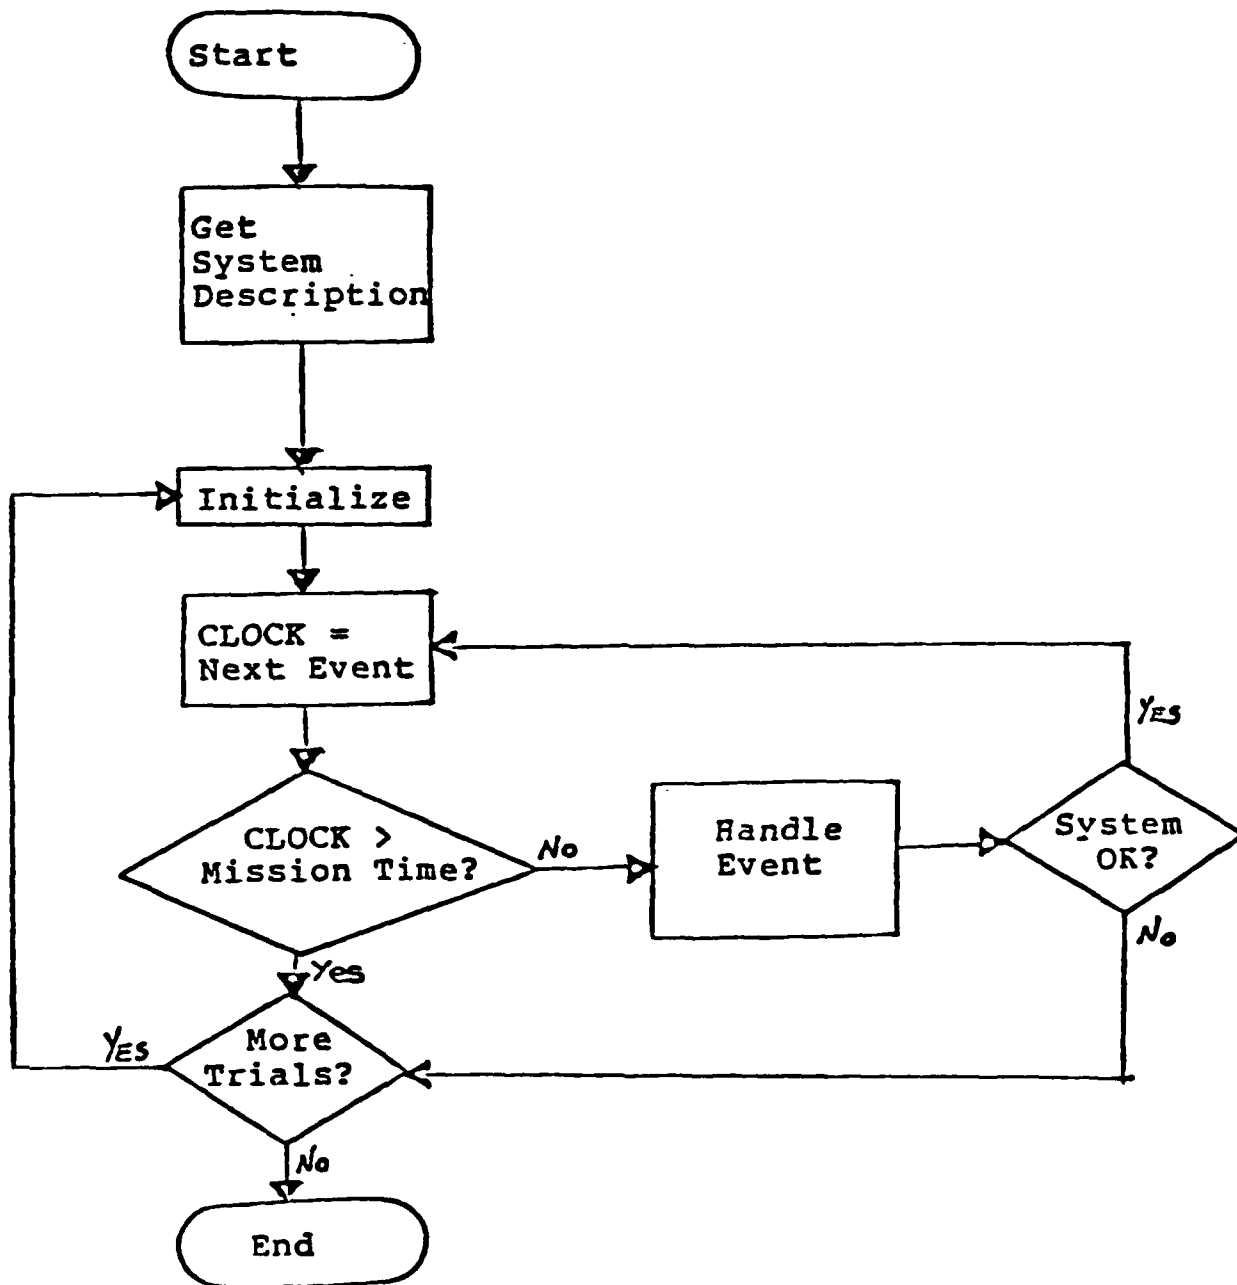 Start
Get
System
Description
Initialize
CLOCK =
Next Event
CLOCK >
Mission Time?
No
Handle
Event
System
OK?
YES
No
Yes
More
Trials?
YES
No
End